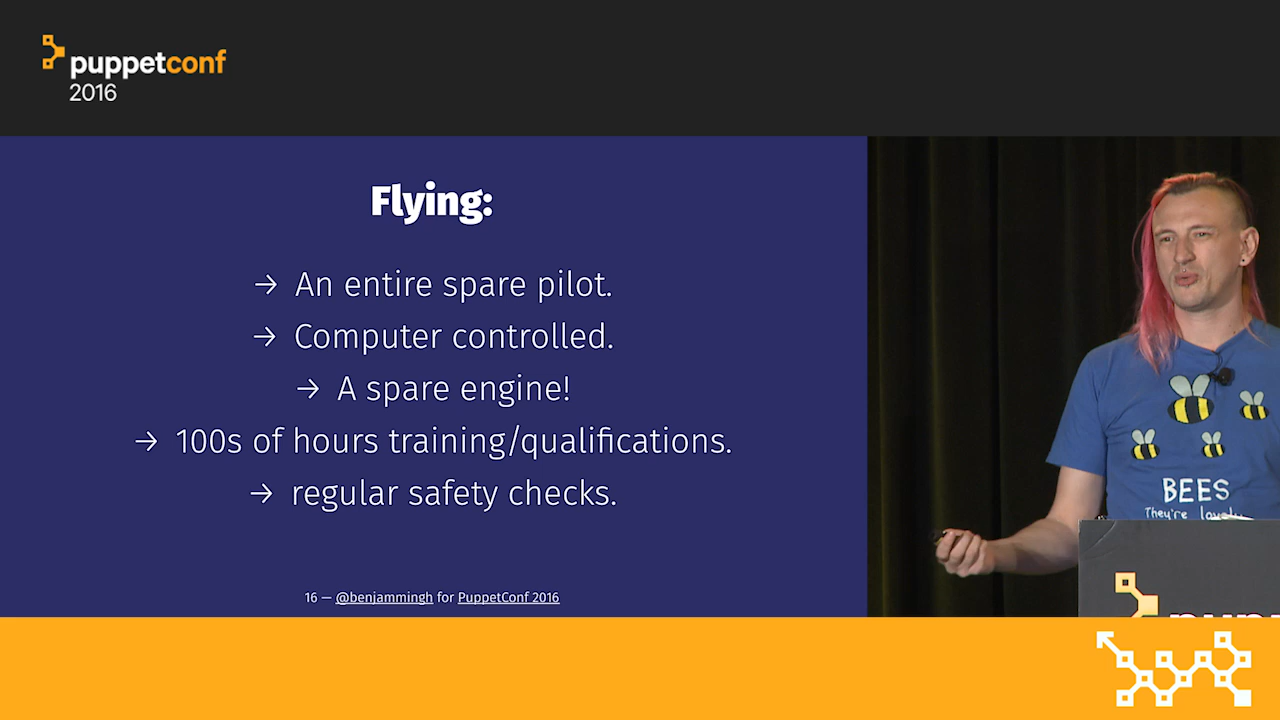 puppetconf
2016
Flying:
→ An entire spare pilot.
→ Computer controlled.
→ A spare engine!
→ 100s of hours training/qualifications.
→ regular safety checks.
16 — @benjammingh for PuppetConf 2016
BEES
They're